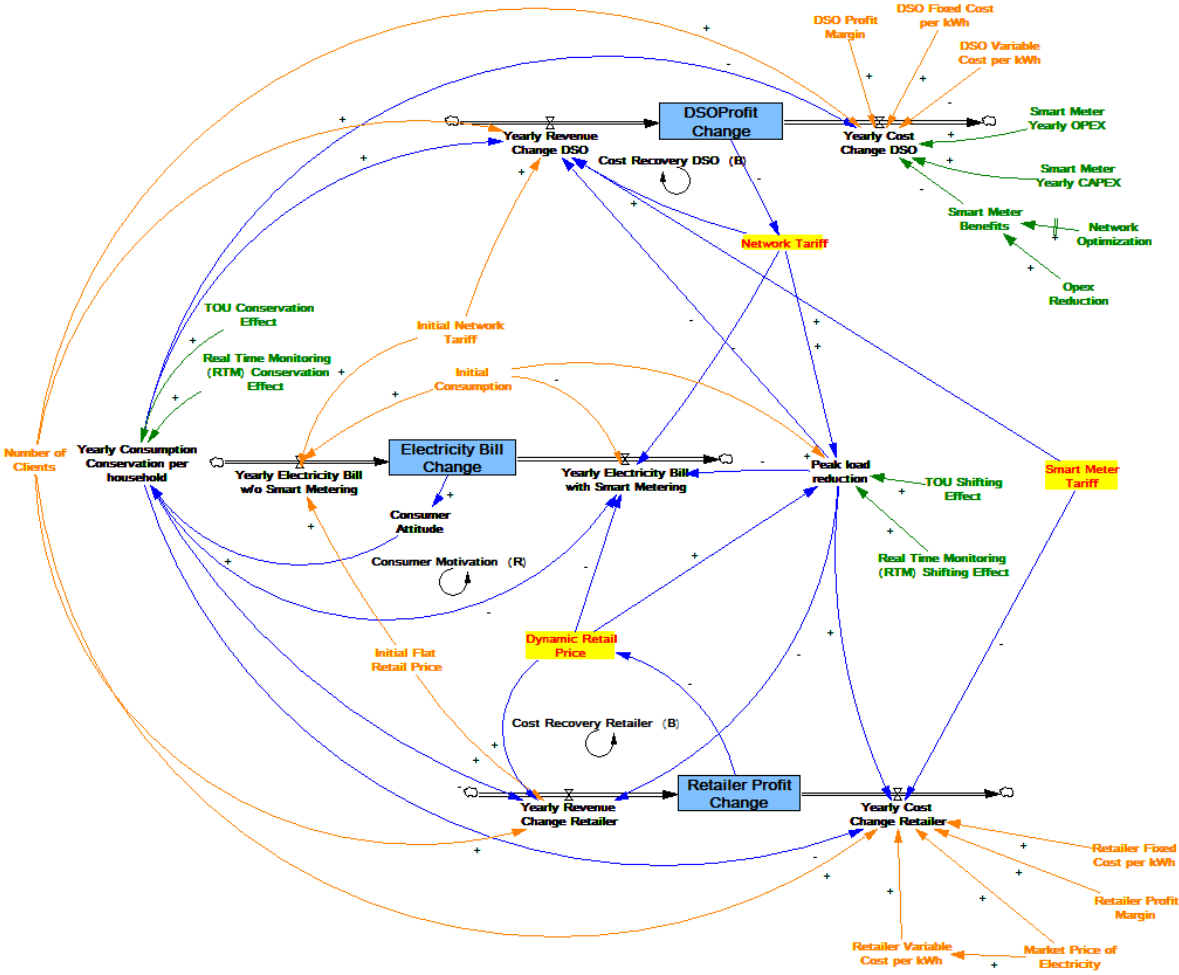 DSO Profit
Margin
DSO Fixed Cost
per kWh
DSO Variable
Cost per kWh
DSOProfit
Change
Yearly Revenue
Change DSO
Yearly Cost
Change DSO
Smart Meter
Yearly OPEX
Cost Recovery DSO (B)
Smart Meter
Yearly CAPEX
Smart Meter
Benefits
Network
Optimization
Network Tariff
Opex
Reduction
TOU Conservation
Effect
Initial Network
Tariff
Real Time Monitoring
(RTM) Conservation
Effect
Initial
Consumption
Number of
Clients
Yearly Consumption
Conservation per
household
Electricity Bill
Change
Yearly Electricity Bill
w/o Smart Metering
Yearly Electricity Bill
with Smart Metering
Peak load
reduction
Smart Meter
Tariff
TOU Shifting
Effect
Consumer
Attitude
Consumer Motivation (R)
Real Time Monitoring
(RTM) Shifting Effect
Dynamic Retail
Price
Initial Flat
Retail Price
Cost Recovery Retailer (B)
Retailer Profit
Change
Yearly Revenue
Change Retailer
Yearly Cost
Change Retailer
Retailer Fixed
Cost per kWh
Retailer Profit
Margin
Retailer Variable
Cost per kWh
Market Price of
Electricity